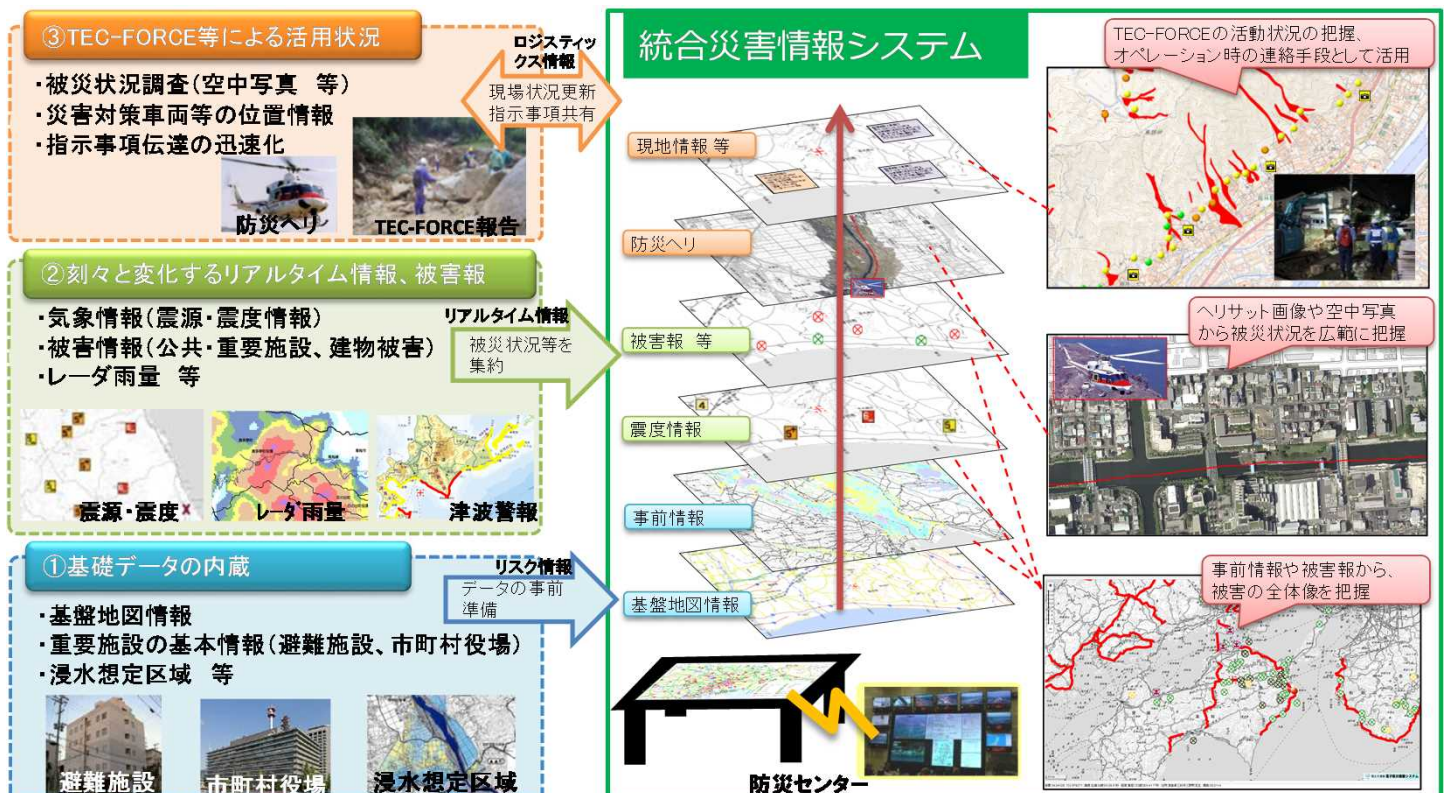 ③TEC-FORCE等による活用状況
・被災状況調査(空中写真 等)
・災害対策車両等の位置情報
・指示事項伝達の迅速化
防災ヘリ
TEC-FORCE報告
ロジスティッ
クス情報
現場状況更新
指示事項共有
②刻々と変化するリアルタイム情報、被害報
・気象情報(震源・震度情報)
・被害情報(公共・重要施設、建物被害)
・レーダ雨量 等
震源・震度
レーダ雨量
津波警報
リアルタイム情報
被災状況等を
集約
①基礎データの内蔵
・基盤地図情報
・重要施設の基本情報(避難施設、市町村役場)
・浸水想定区域 等
避難施設
市町村役場
浸水想定区域
リスク情報
データの事前
準備
統合災害情報システム
現地情報 等
防災ヘリ
被害報 等
震度情報
4
事前情報
基盤地図情報
防災センター
TEC-FORCEの活動状況の把握、
オペレーション時の連絡手段として活用
ヘリサット画像や空中写真
から被災状況を広範に把握
事前情報や被害報から、
被害の全体像を把握